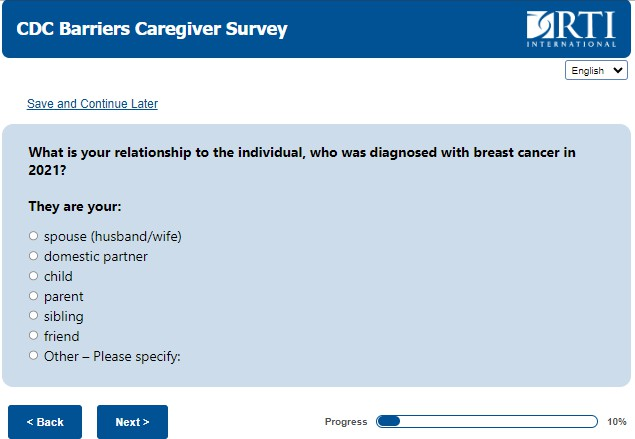 CDC Barriers Caregiver Survey
RTI
INTERNATIONAL
English
Save and Continue Later
What is your relationship to the individual, who was diagnosed with breast cancer in
2021?
They are your:
spouse (husband/wife)
domestic partner
child
parent
sibling
friend
Other – Please specify:
< Back
Next >
Progress
10%